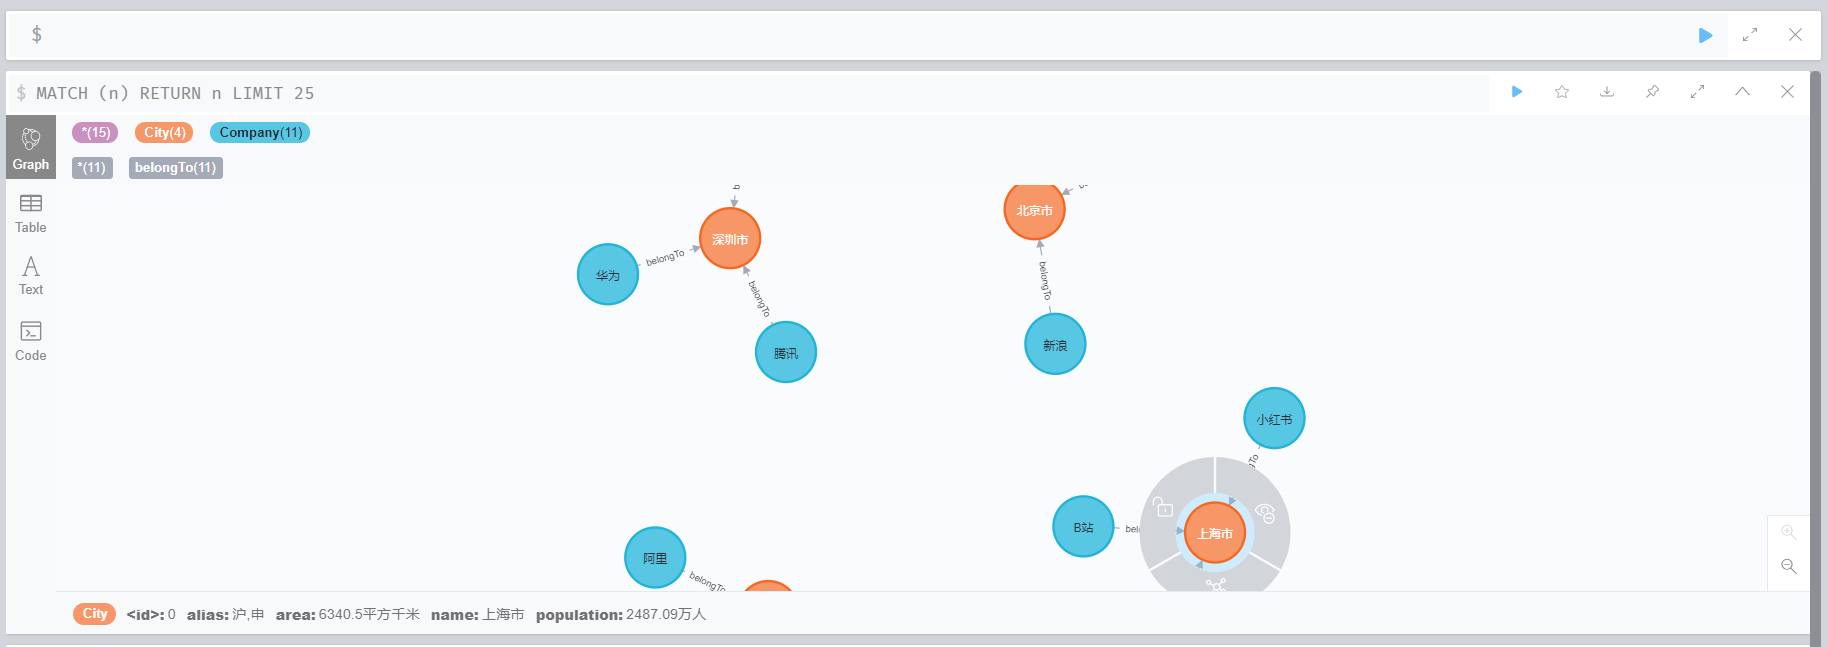 $
$ MATCH (n) RETURN n LIMIT 25
*(15) City(4) Company(11)
*(11) belongTo(11)
Graph
Table
Text
Code
深圳市
北京市
华为
belongTo
belongTo
belongTo
腾讯
新浪
小红书
B站
上海市
阿里
belongTo
City <id>: 0 alias: 沪,申 area: 6340.5平方千米 name: 上海市 population: 2487.09万人